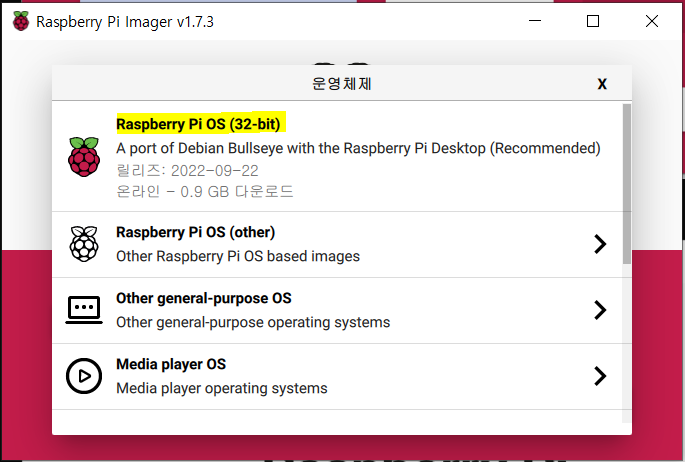 Raspberry Pi Imager v1.7.3
운영체제
X
Raspberry Pi OS (32-bit)
A port of Debian Bullseye with the Raspberry Pi Desktop (Recommended)
릴리즈: 2022-09-22
온라인 - 0.9 GB 다운로드
Raspberry Pi OS (other)
Other Raspberry Pi OS based images
Other general-purpose OS
Other general-purpose operating systems
Media player OS
Media player operating systems